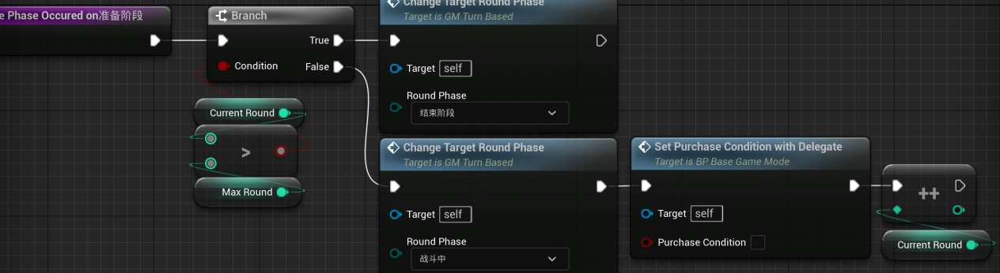 e Phase Occured on准备阶段
Branch
True
Condition
False
Current Round
>
Max Round
Change Target Round Phase
Target is GM Turn Based
Target
self
Round Phase
结束阶段
Change Target Round Phase
Target is GM Turn Based
Target
self
Round Phase
战斗中
Set Purchase Condition with Delegate
Target is BP Base Game Mode
Target
self
Purchase Condition
++
Current Round